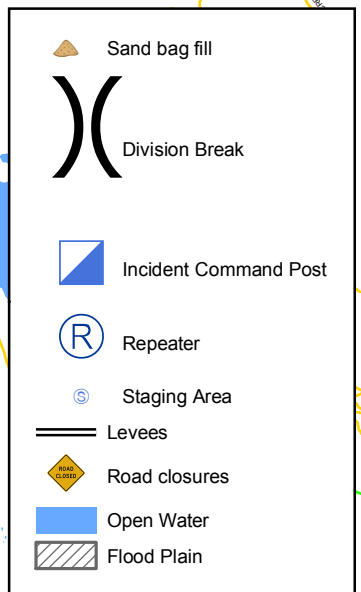 Sand bag fill
Division Break
Incident Command Post
R Repeater
S Staging Area
Levees
ROAD
CLOSED
Road closures
Open Water
Flood Plain